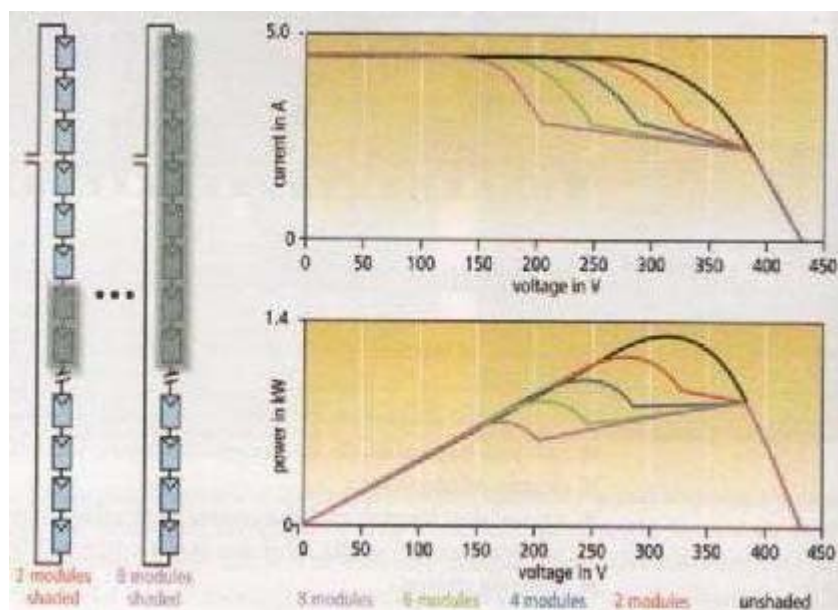 5.0
current in A
0
0 50 100 150 200 250 300 350 400 450
voltage in V
1.4
power in kW
0
0 50 100 150 200 250 300 350 400 450
voltage in V
2 modules
shaded
8 modules
shaded
8 modules 6 modules 4 modules 2 modules unshaded